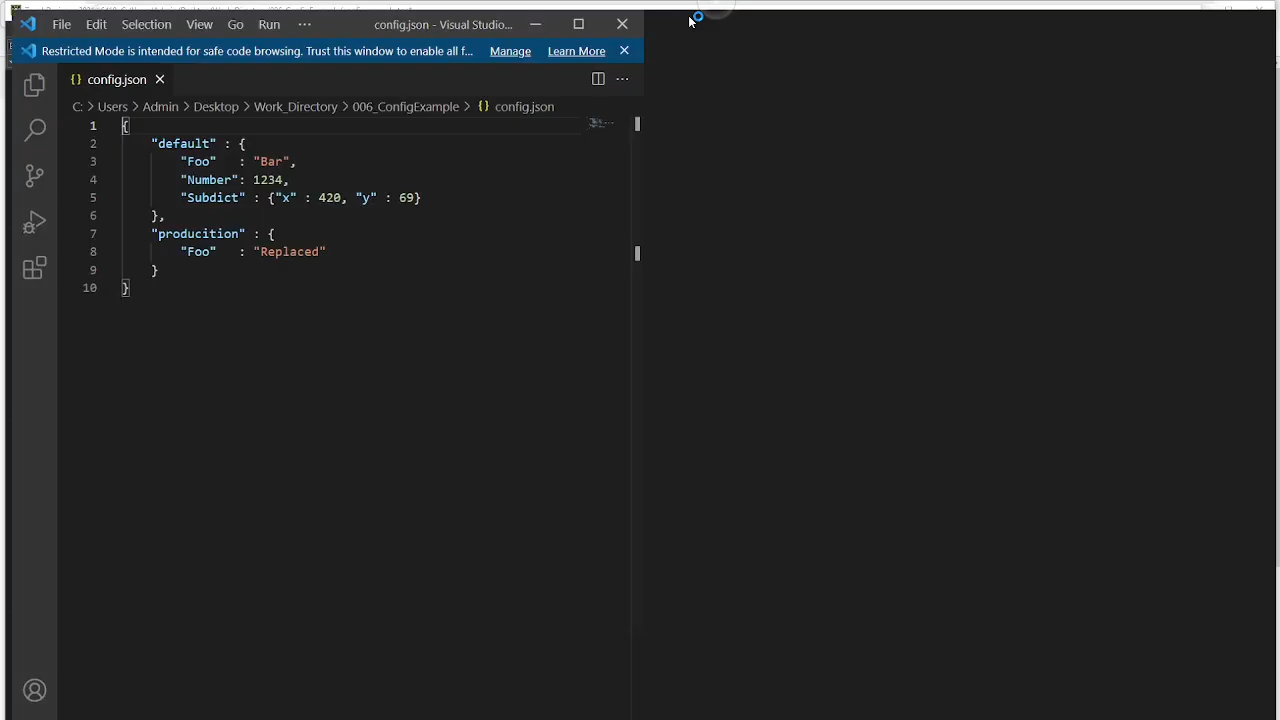 File Edit Selection View Go Run ··· config.json - Visual Studio...
Restricted Mode is intended for safe code browsing. Trust this window to enable all f... Manage Learn More
{} config.json
C: > Users > Admin > Desktop > Work_Directory > 006_ConfigExample > {} config.json
1 {
2 "default" : {
3 "Foo" : "Bar",
4 "Number": 1234,
5 "Subdict" : {"x" : 420, "y" : 69}
6 },
7 "producition" : {
8 "Foo" : "Replaced"
9 }
10 }